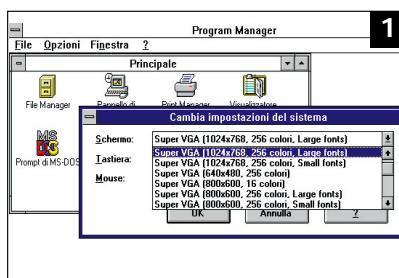 1
Program Manager
File Opzioni Finestra ?
Principale
File Manager Pannello di Print Manager Visualizzatore
Cambia impostazioni del sistema
Prompt di MS-DOS
Schermo: Super VGA (1024x768, 256 colori, Large fonts)
Super VGA (1024x768, 256 colori, Large fonts)
Tastiera: Super VGA (1024x768, 256 colori, Small fonts)
Super VGA (640x480, 256 colori)
Mouse: Super VGA (800x600, 16 colori)
Super VGA (800x600, 256 colori, Large fonts)
Super VGA (800x600, 256 colori, Small fonts)
OK Annulla ?